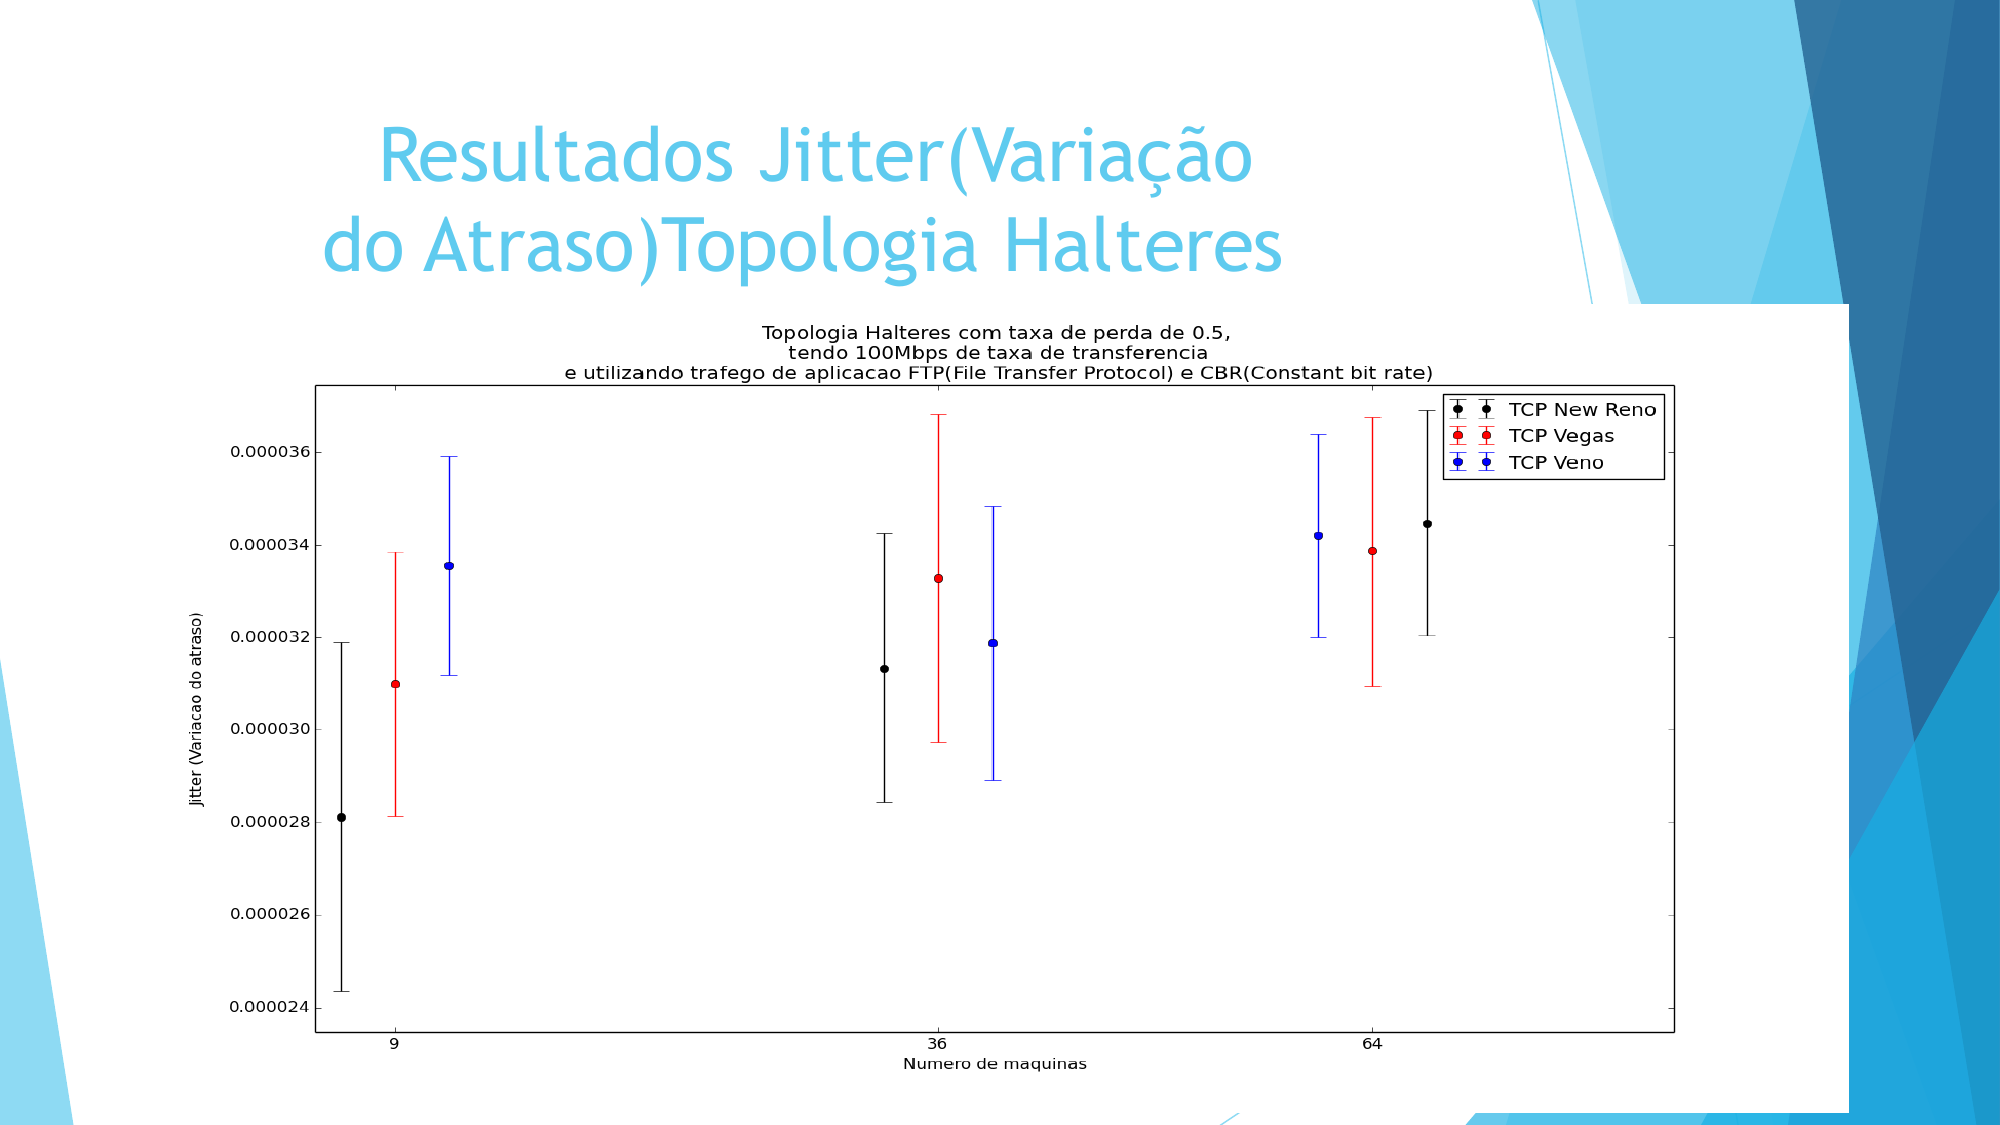 Resultados Jitter(Variação
do Atraso)Topologia Halteres
Topologia Halteres com taxa de perda de 0.5,
tendo 100Mbps de taxa de transferencia
e utilizando trafego de aplicacao FTP(File Transfer Protocol) e CBR(Constant bit rate)
TCP New Reno
TCP Vegas
TCP Veno
0.000036
0.000034
0.000032
0.000030
0.000028
0.000026
0.000024
Jitter (Variacao do atraso)
9 36 64
Numero de maquinas